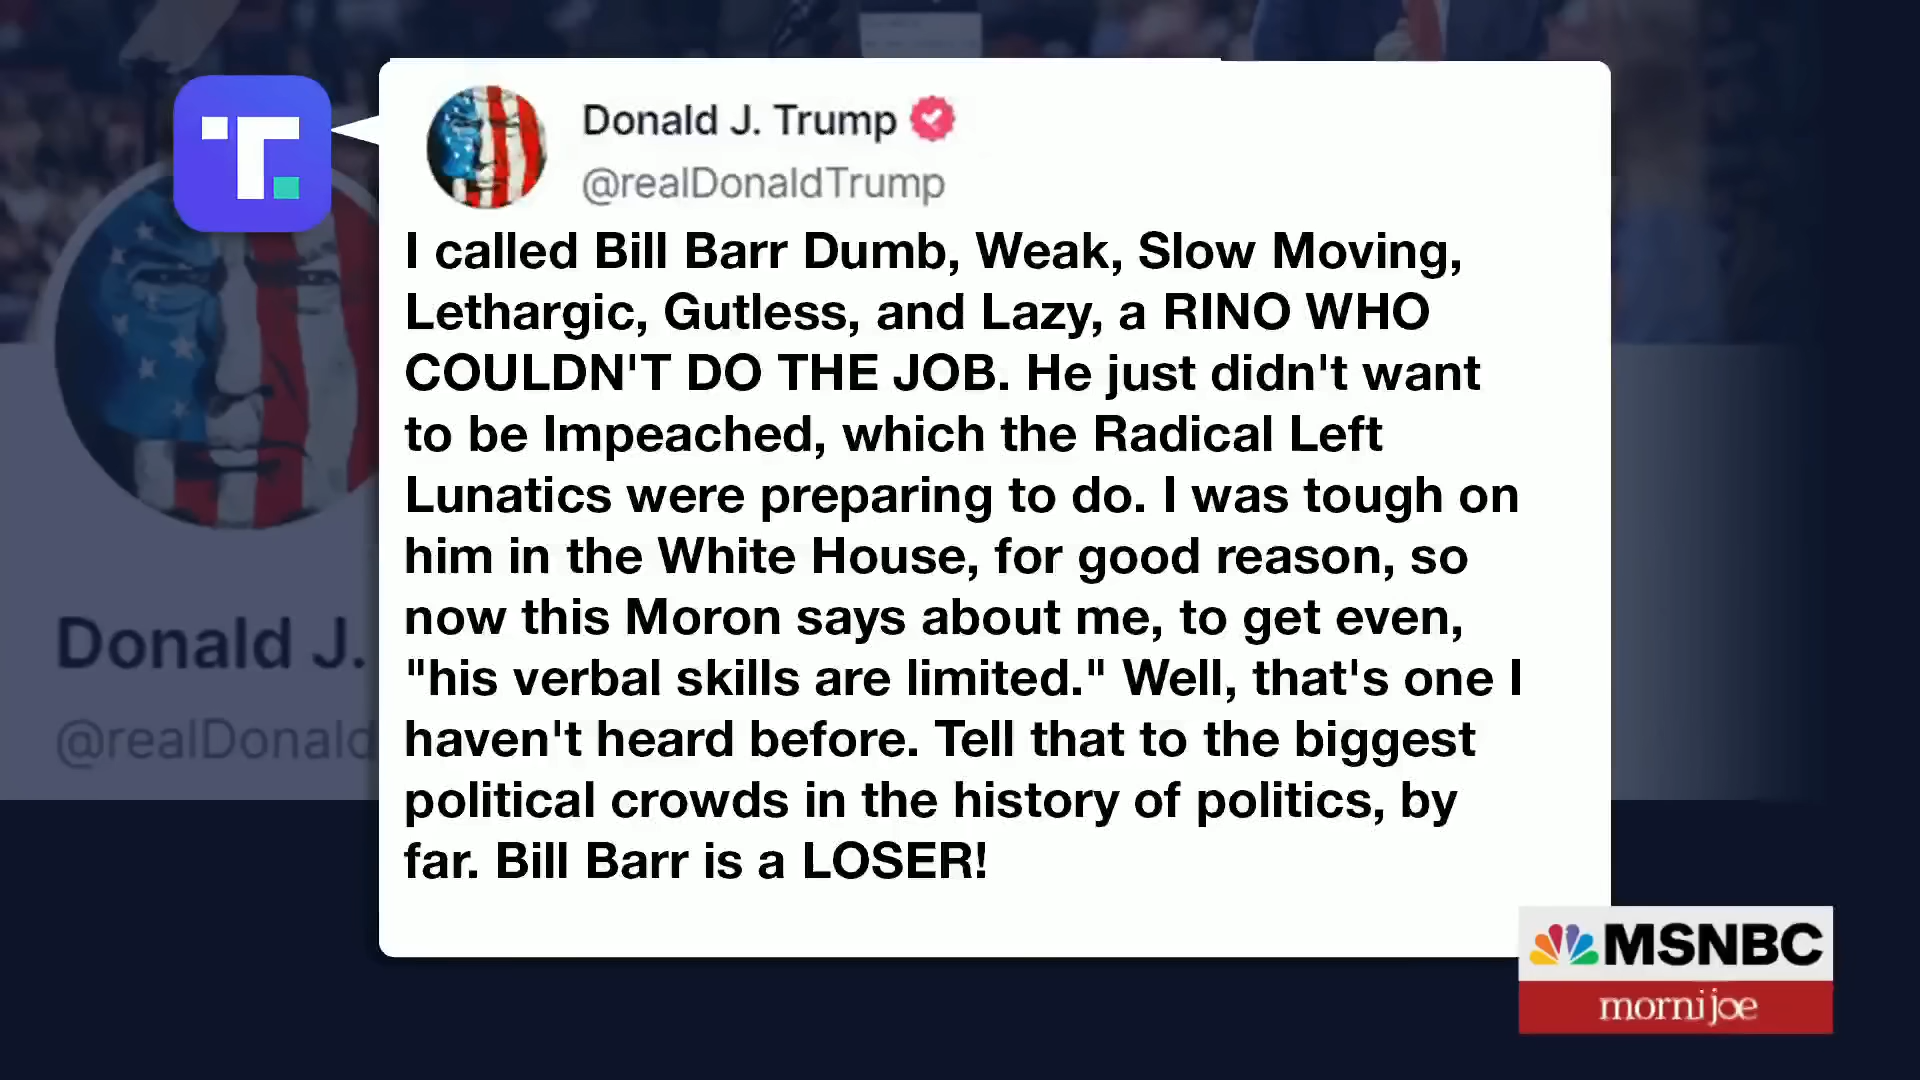 Donald J. Trump
@realDonaldTrump
I called Bill Barr Dumb, Weak, Slow Moving,
Lethargic, Gutless, and Lazy, a RINO WHO
COULDN'T DO THE JOB. He just didn't want
to be Impeached, which the Radical Left
Lunatics were preparing to do. I was tough on
him in the White House, for good reason, so
now this Moron says about me, to get even,
"his verbal skills are limited." Well, that's one I
haven't heard before. Tell that to the biggest
political crowds in the history of politics, by
far. Bill Barr is a LOSER!
Donald J.
@realDonald
MSNBC
morni joe